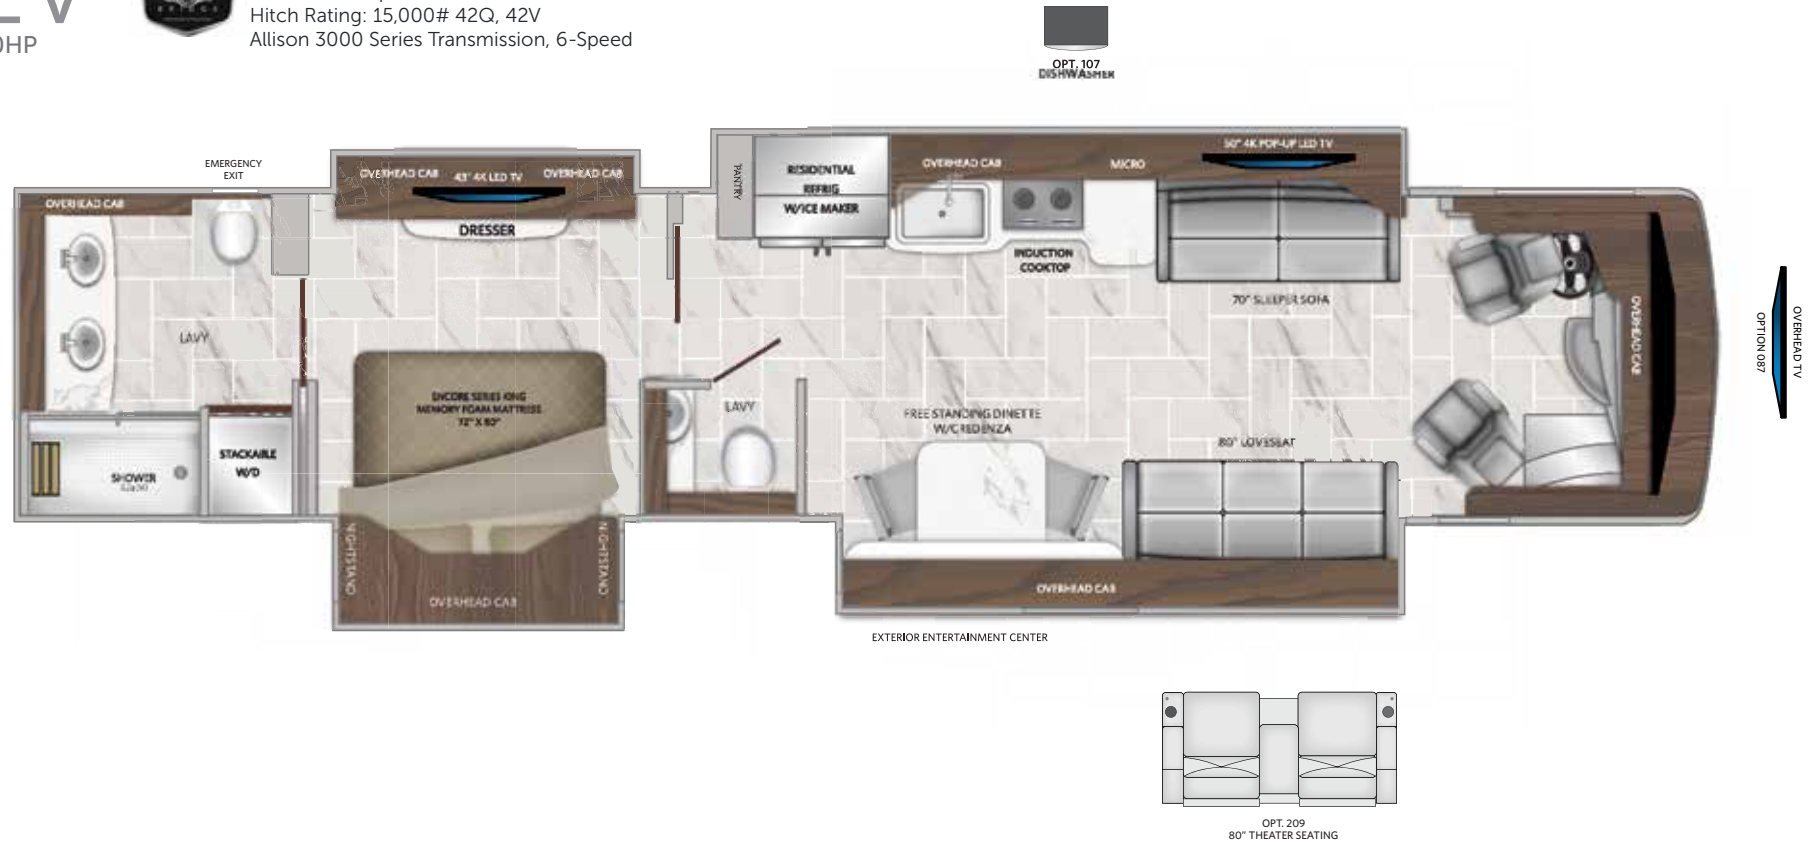 0HP
Hitch Rating: 15,000# 42Q, 42V
Allison 3000 Series Transmission, 6-Speed
OPT. 107
DISHWASHER
EMERGENCY
EXIT
OVERHEAD CAB
OVERHEAD CAB
43" 4K LED TV
OVERHEAD CAB
DRESSER
PANTRY
RESIDENTIAL
REFRIG
W/ICE MAKER
OVERHEAD CAB
MICRO
50" 4K POP-UP LED TV
INDUCTION
COOKTOP
70" SLEEPER SOFA
OVERHEAD CAB
OVERHEAD TV
OPTION 087
LAVY
ENCORE SERIES KING
MEMORY FOAM MATTRESS
72" X 80"
LAVY
FREE STANDING DINETTE
W/CREDENZA
80" LOVESEAT
SHOWER
STACKABLE
W/D
NIGHTSTAND
NIGHTSTAND
OVERHEAD CAB
OVERHEAD CAB
EXTERIOR ENTERTAINMENT CENTER
OPT. 209
80" THEATER SEATING